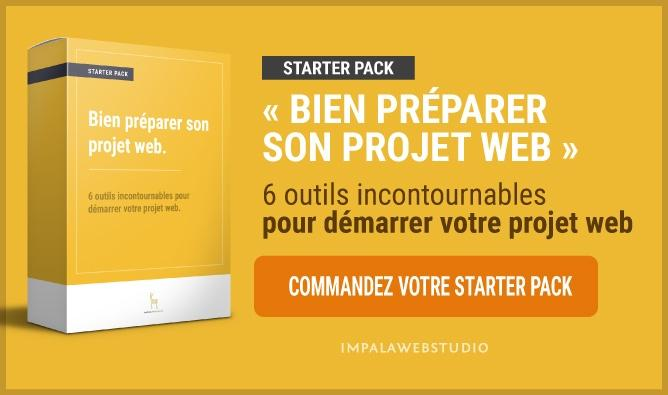 STARTER PACK
Bien préparer son
projet web.
6 outils incontournables pour
démarrer votre projet web.
STARTER PACK
« BIEN PRÉPARER
SON PROJET WEB »
6 outils incontournables
pour démarrer votre projet web
COMMANDEZ VOTRE STARTER PACK
IMPALAWEBSTUDIO